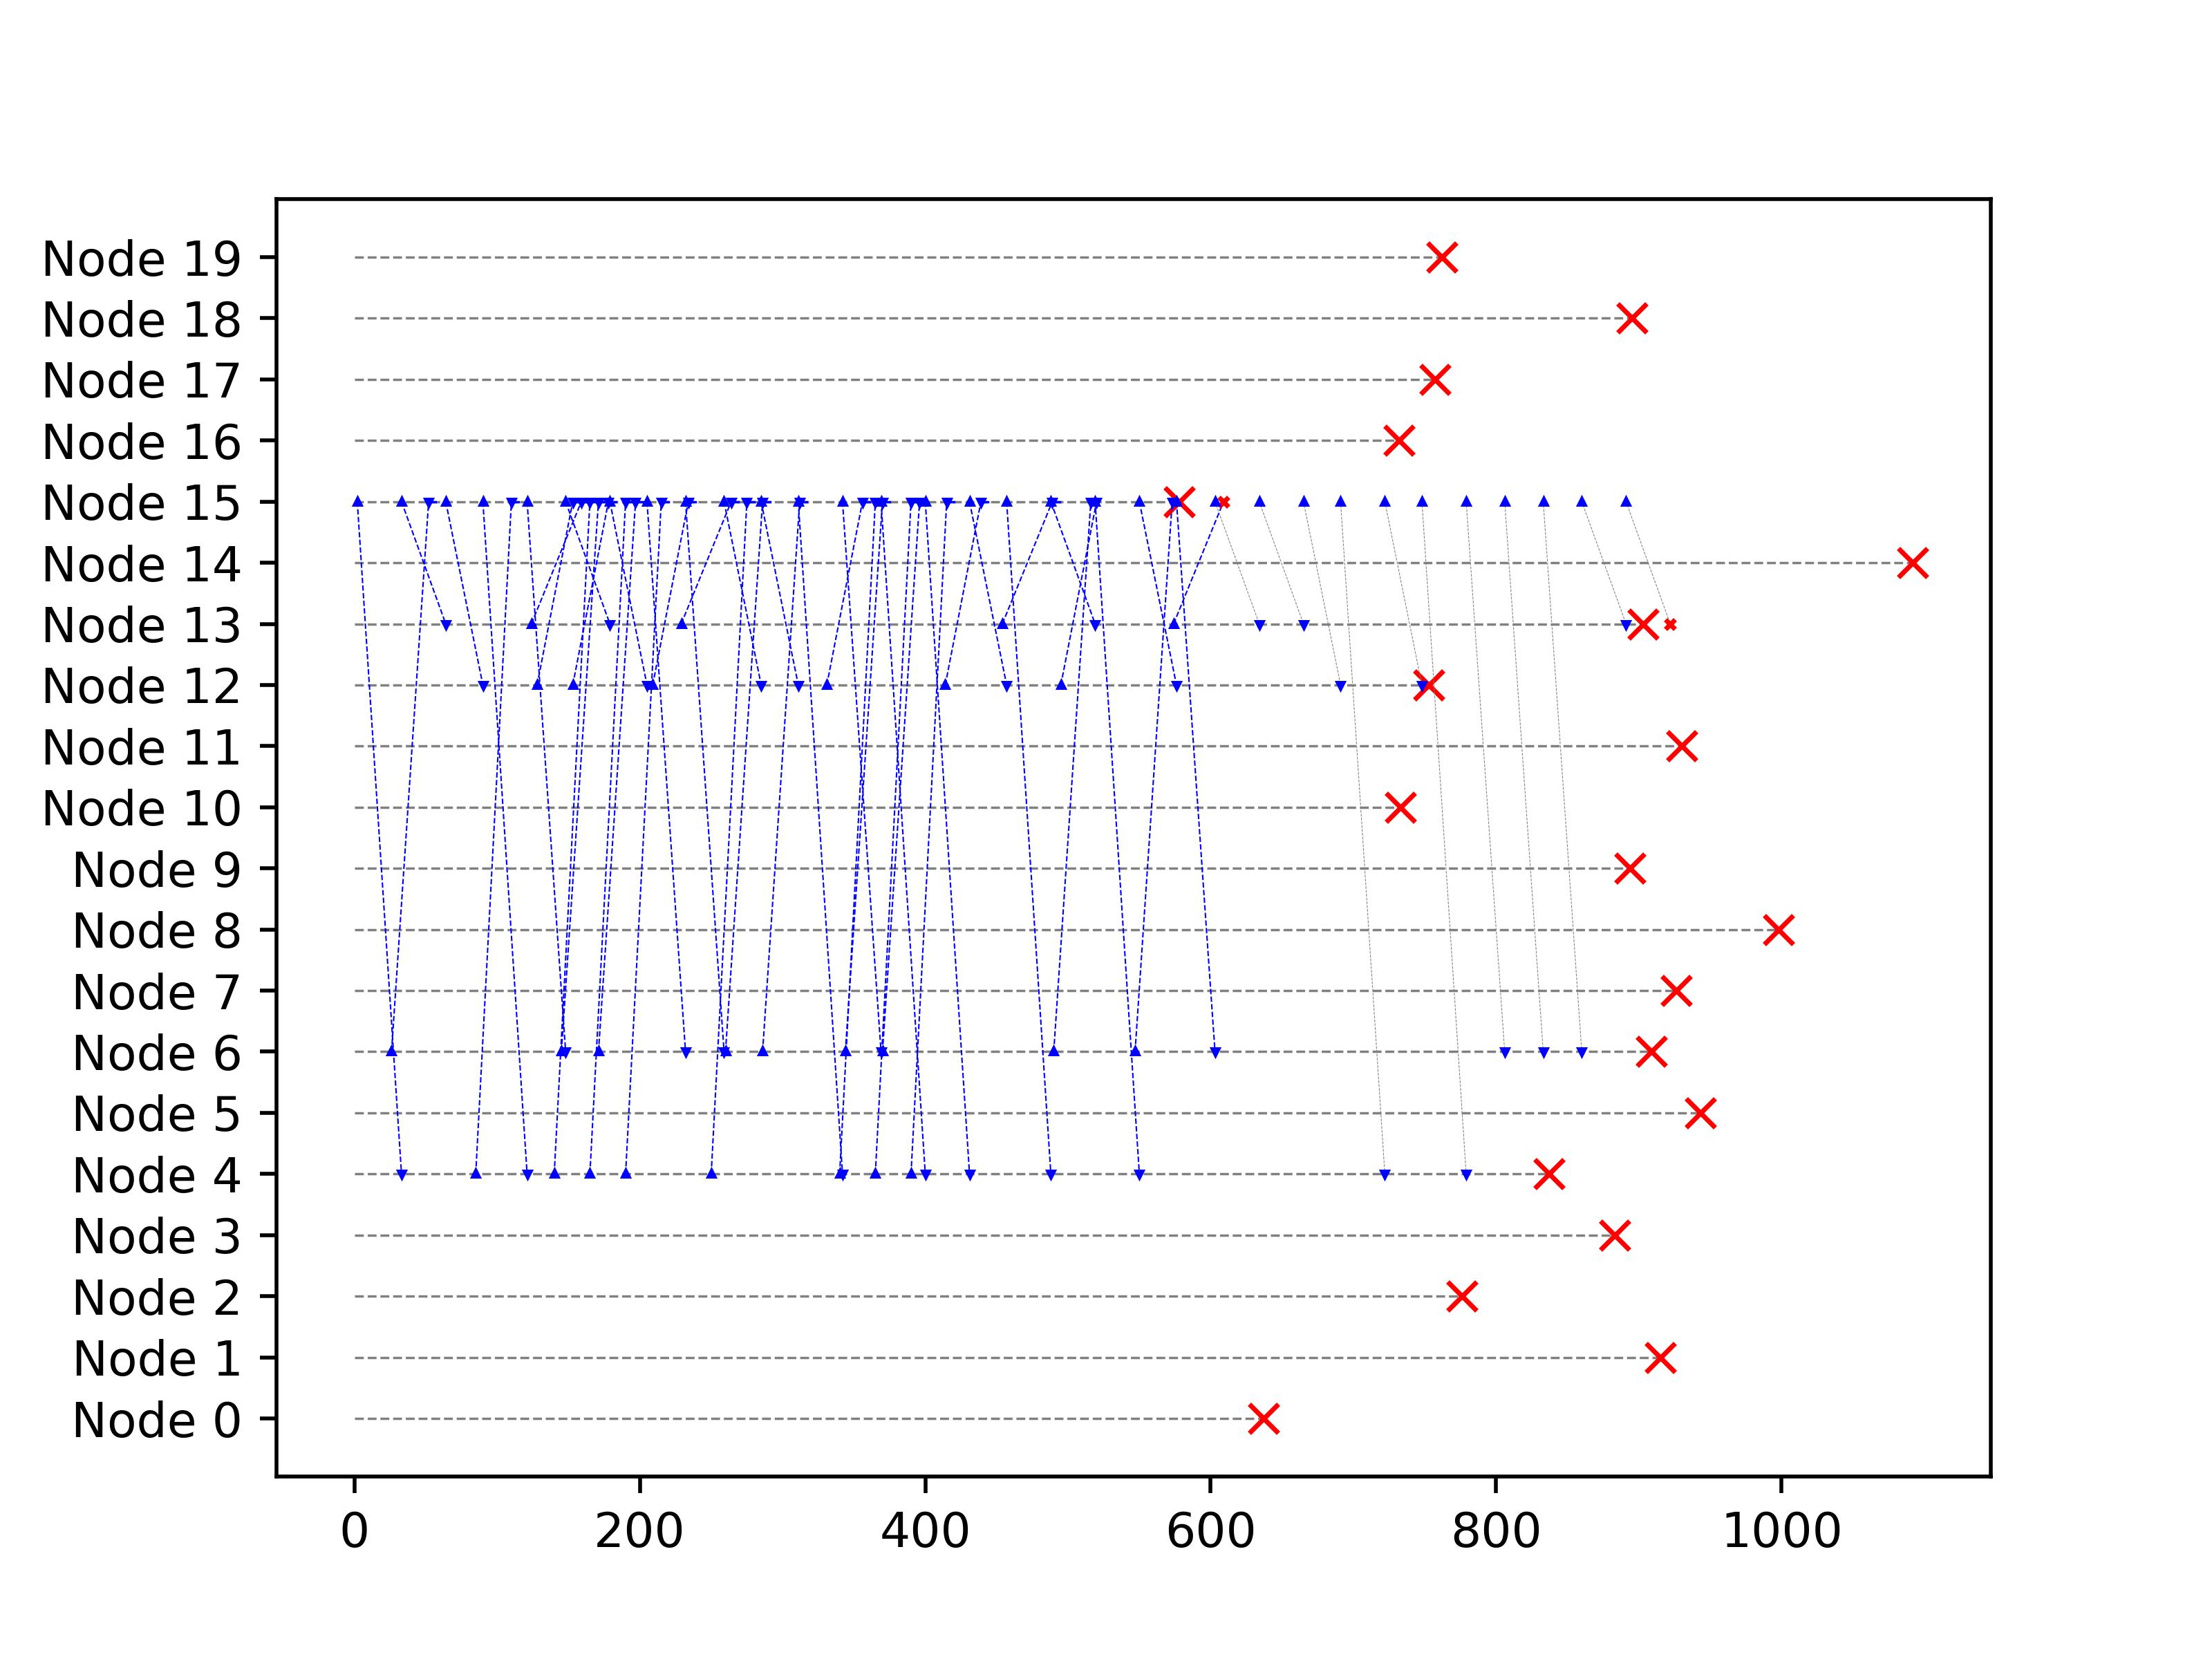 Node 19
Node 18
Node 17
Node 16
Node 15
Node 14
Node 13
Node 12
Node 11
Node 10
Node 9
Node 8
Node 7
Node 6
Node 5
Node 4
Node 3
Node 2
Node 1
Node 0
0 200 400 600 800 1000